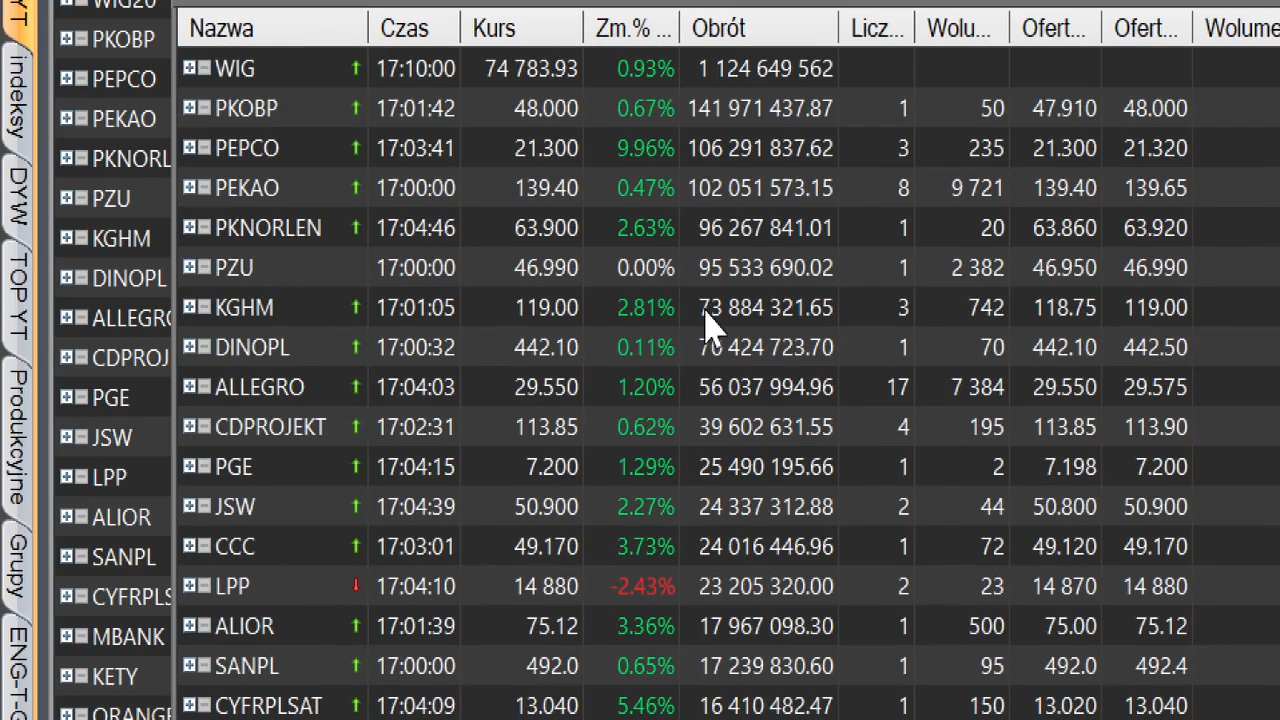 YT
indeksy
DYW
TOP YT
Produkcyjne
Grupy
WIG20
PKOBP
PEPCO
PEKAO
PKNORL
PZU
KGHM
DINOPL
ALLEGRO
CDPROJ
PGE
JSW
LPP
ALIOR
SANPL
CYFRPLS
MBANK
KETY
ORANGE
Nazwa Czas Kurs Zm.% ... Obrót Licz... Wolu... Ofert... Ofert... Wolume
WIG 17:10:00 74 783.93 0.93% 1 124 649 562
PKOBP 17:01:42 48.000 0.67% 141 971 437.87 1 50 47.910 48.000
PEPCO 17:03:41 21.300 9.96% 106 291 837.62 3 235 21.300 21.320
PEKAO 17:00:00 139.40 0.47% 102 051 573.15 8 9 721 139.40 139.65
PKNORLEN 17:04:46 63.900 2.63% 96 267 841.01 1 20 63.860 63.920
PZU 17:00:00 46.990 0.00% 95 533 690.02 1 2 382 46.950 46.990
KGHM 17:01:05 119.00 2.81% 73 884 321.65 3 742 118.75 119.00
DINOPL 17:00:32 442.10 0.11% 70 424 723.70 1 70 442.10 442.50
ALLEGRO 17:04:03 29.550 1.20% 56 037 994.96 17 7 384 29.550 29.575
CDPROJEKT 17:02:31 113.85 0.62% 39 602 631.55 4 195 113.85 113.90
PGE 17:04:15 7.200 1.29% 25 490 195.66 1 2 7.198 7.200
JSW 17:04:39 50.900 2.27% 24 337 312.88 2 44 50.800 50.900
CCC 17:03:01 49.170 3.73% 24 016 446.96 1 72 49.120 49.170
LPP 17:04:10 14 880 -2.43% 23 205 320.00 2 23 14 870 14 880
ALIOR 17:01:39 75.12 3.36% 17 967 098.30 1 500 75.00 75.12
SANPL 17:00:00 492.0 0.65% 17 239 830.60 1 95 492.0 492.4
CYFRPLSAT 17:04:09 13.040 5.46% 16 410 482.47 1 150 13.020 13.040